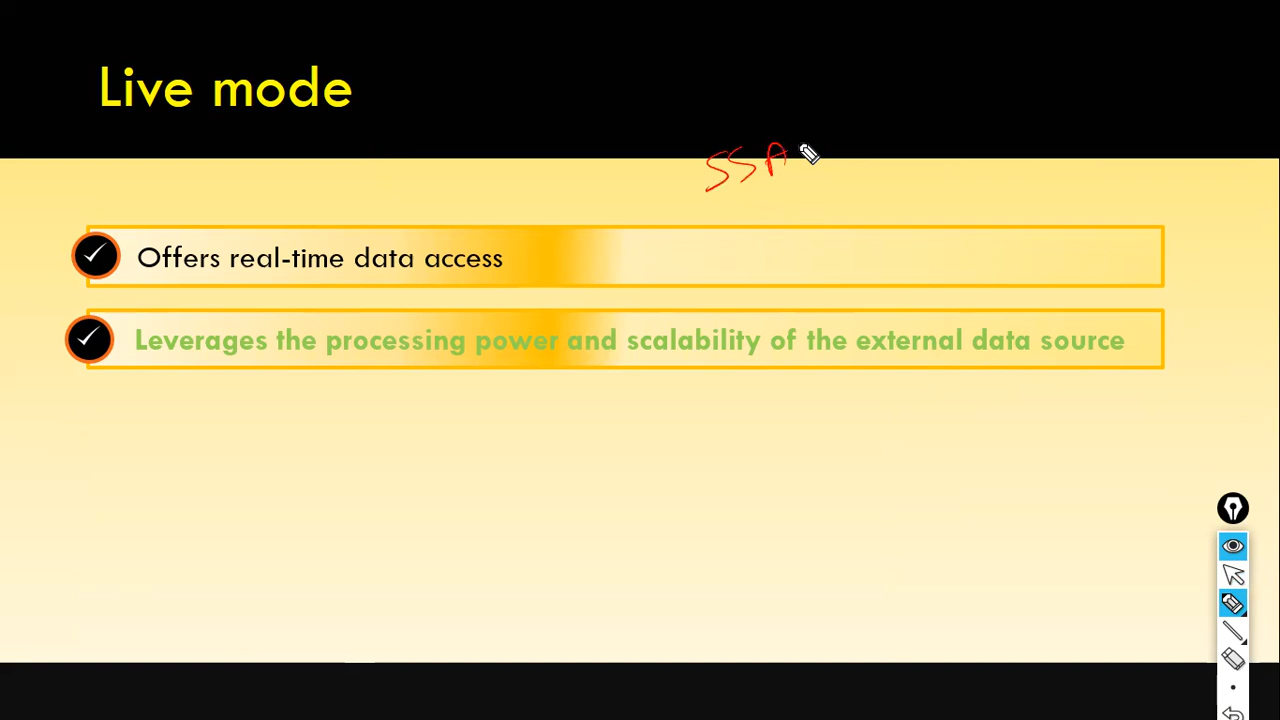 Live mode
SSA
Offers real-time data access
Leverages the processing power and scalability of the external data source